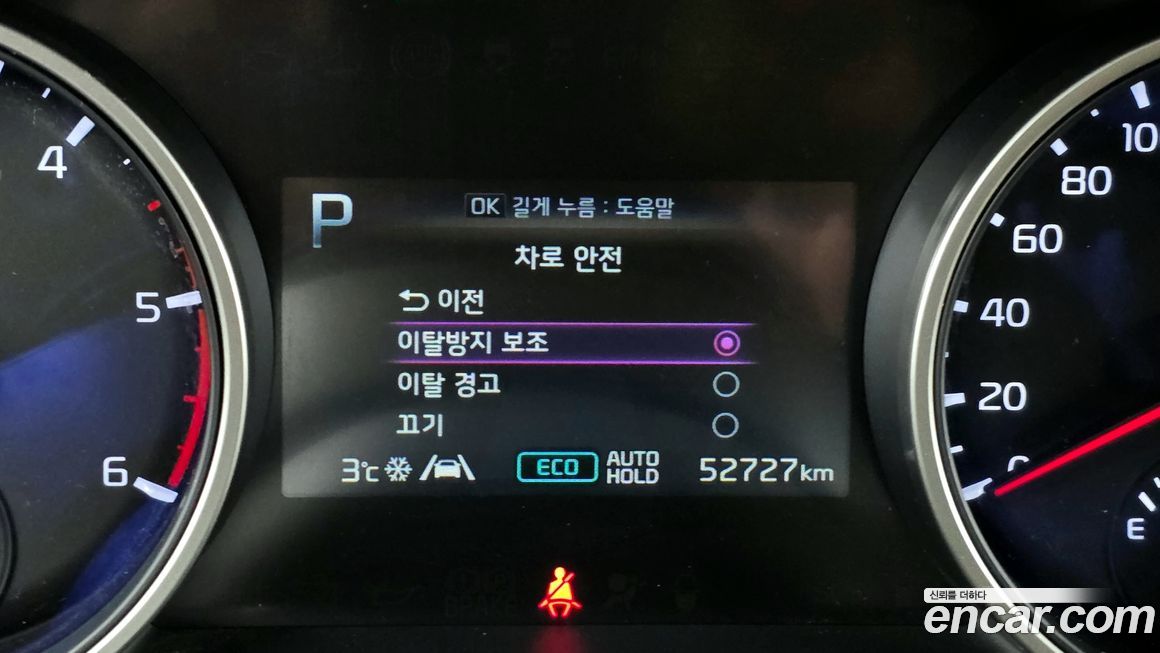 P
OK 길게 누름 : 도움말
차로 안전
이전
이탈방지 보조
이탈 경고
끄기
3℃
ECO
AUTO HOLD
52727km
4
5
6
10
80
60
40
20
0
E
신뢰를 더하다
encar.com